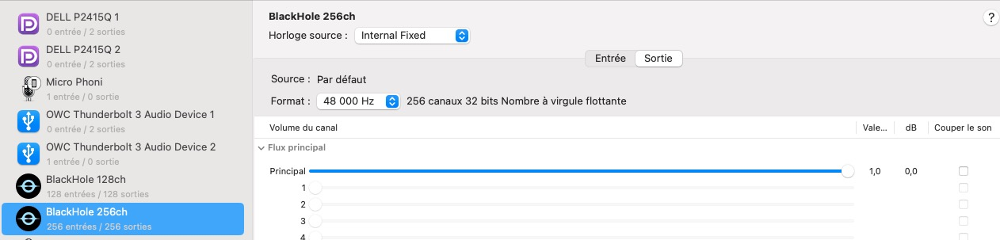 DELL P2415Q 1
0 entrée / 2 sorties
DELL P2415Q 2
0 entrée / 2 sorties
Micro Phoni
1 entrée / 0 sortie
OWC Thunderbolt 3 Audio Device 1
0 entrée / 2 sorties
OWC Thunderbolt 3 Audio Device 2
1 entrée / 0 sortie
BlackHole 128ch
128 entrées / 128 sorties
BlackHole 256ch
256 entrées / 256 sorties
BlackHole 256ch
?
Horloge source : Internal Fixed
Entrée Sortie
Source : Par défaut
Format : 48 000 Hz 256 canaux 32 bits Nombre à virgule flottante
Volume du canal Vale... dB Couper le son
Flux principal
Principal 1,0 0,0
1
2
3
4